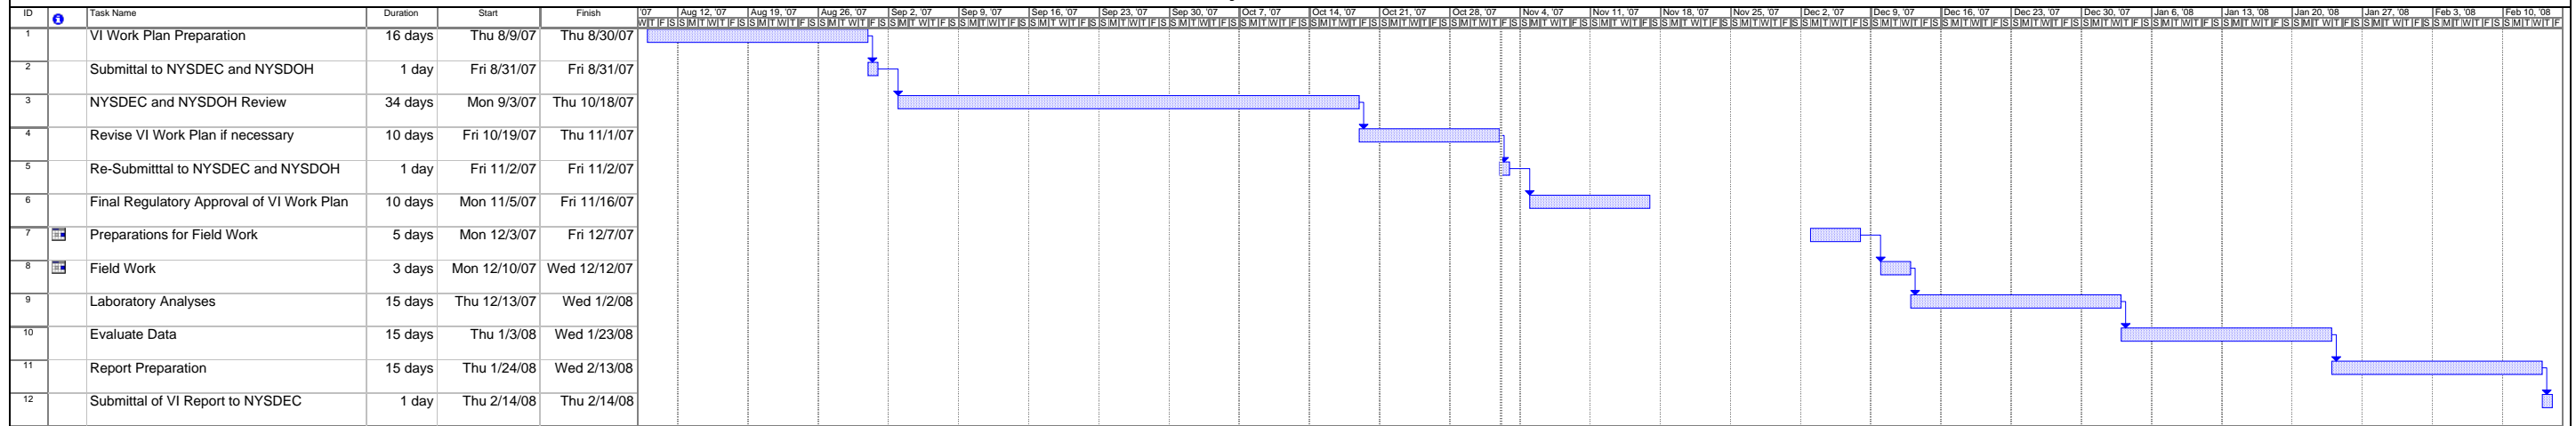 ID Task Name Duration Start Finish '07 Aug 12, '07 Aug 19, '07 Aug 26, '07 Sep 2, '07 Sep 9, '07 Sep 16, '07 Sep 23, '07 Sep 30, '07 Oct 7, '07 Oct 14, '07 Oct 21, '07 Oct 28, '07 Nov 4, '07 Nov 11, '07 Nov 18, '07 Nov 25, '07 Dec 2, '07 Dec 9, '07 Dec 16, '07 Dec 23, '07 Dec 30, '07 Jan 6, '08 Jan 13, '08 Jan 20, '08 Jan 27, '08 Feb 3, '08 Feb 10, '08
W T F S S M T W T F S S M T W T F S S M T W T F S S M T W T F S S M T W T F S S M T W T F S S M T W T F S S M T W T F S S M T W T F S S M T W T F S S M T W T F S S M T W T F S S M T W T F S S M T W T F S S M T W T F S S M T W T F S S M T W T F S S M T W T F S S M T W T F S S M T W T F S S M T W T F S S M T W T F S S M T W T F S S M T W T F S S M T W T F S S M T W T F S S M T W T F S S M T W T F
1 VI Work Plan Preparation 16 days Thu 8/9/07 Thu 8/30/07
2 Submittal to NYSDEC and NYSDOH 1 day Fri 8/31/07 Fri 8/31/07
3 NYSDEC and NYSDOH Review 34 days Mon 9/3/07 Thu 10/18/07
4 Revise VI Work Plan if necessary 10 days Fri 10/19/07 Thu 11/1/07
5 Re-Submitttal to NYSDEC and NYSDOH 1 day Fri 11/2/07 Fri 11/2/07
6 Final Regulatory Approval of VI Work Plan 10 days Mon 11/5/07 Fri 11/16/07
7 Preparations for Field Work 5 days Mon 12/3/07 Fri 12/7/07
8 Field Work 3 days Mon 12/10/07 Wed 12/12/07
9 Laboratory Analyses 15 days Thu 12/13/07 Wed 1/2/08
10 Evaluate Data 15 days Thu 1/3/08 Wed 1/23/08
11 Report Preparation 15 days Thu 1/24/08 Wed 2/13/08
12 Submittal of VI Report to NYSDEC 1 day Thu 2/14/08 Thu 2/14/08